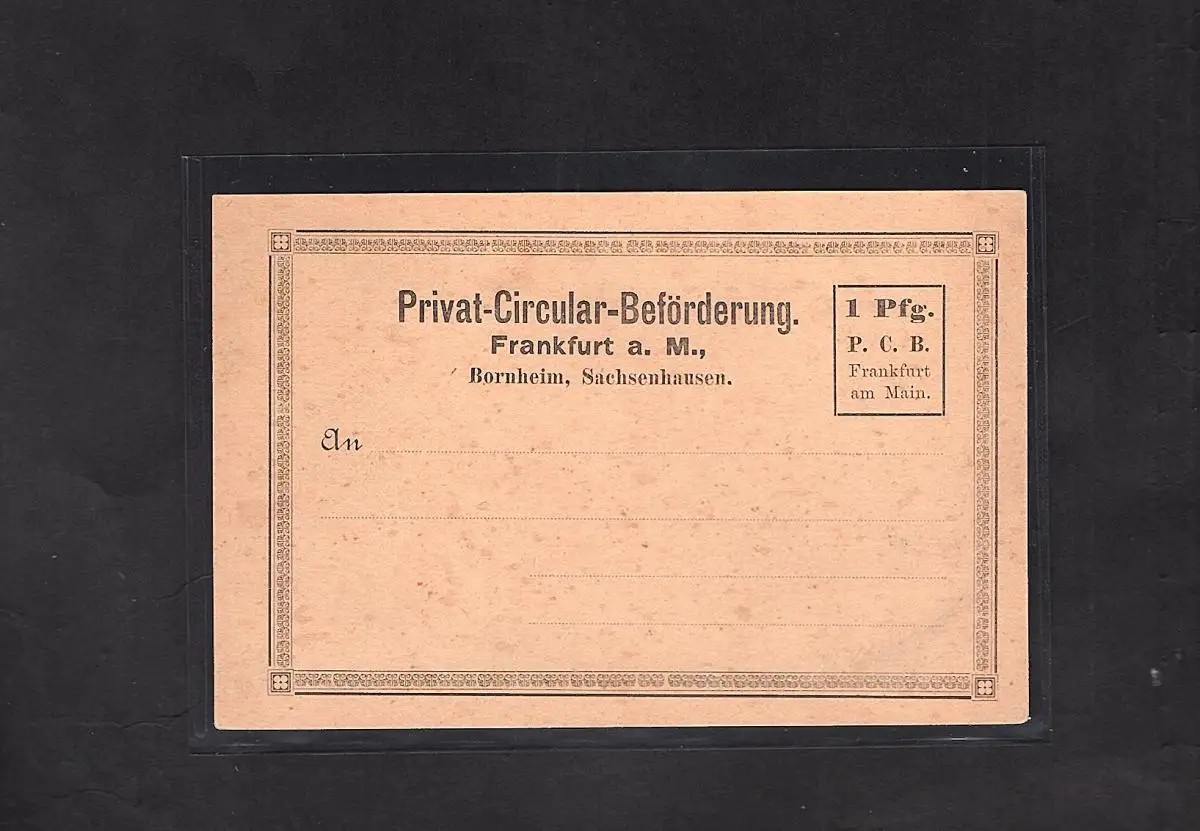 Privat-Circular-Beförderung.
Frankfurt a. M.,
Bornheim, Sachsenhausen.
1 Pfg.
P. C. B.
Frankfurt
am Main.
An